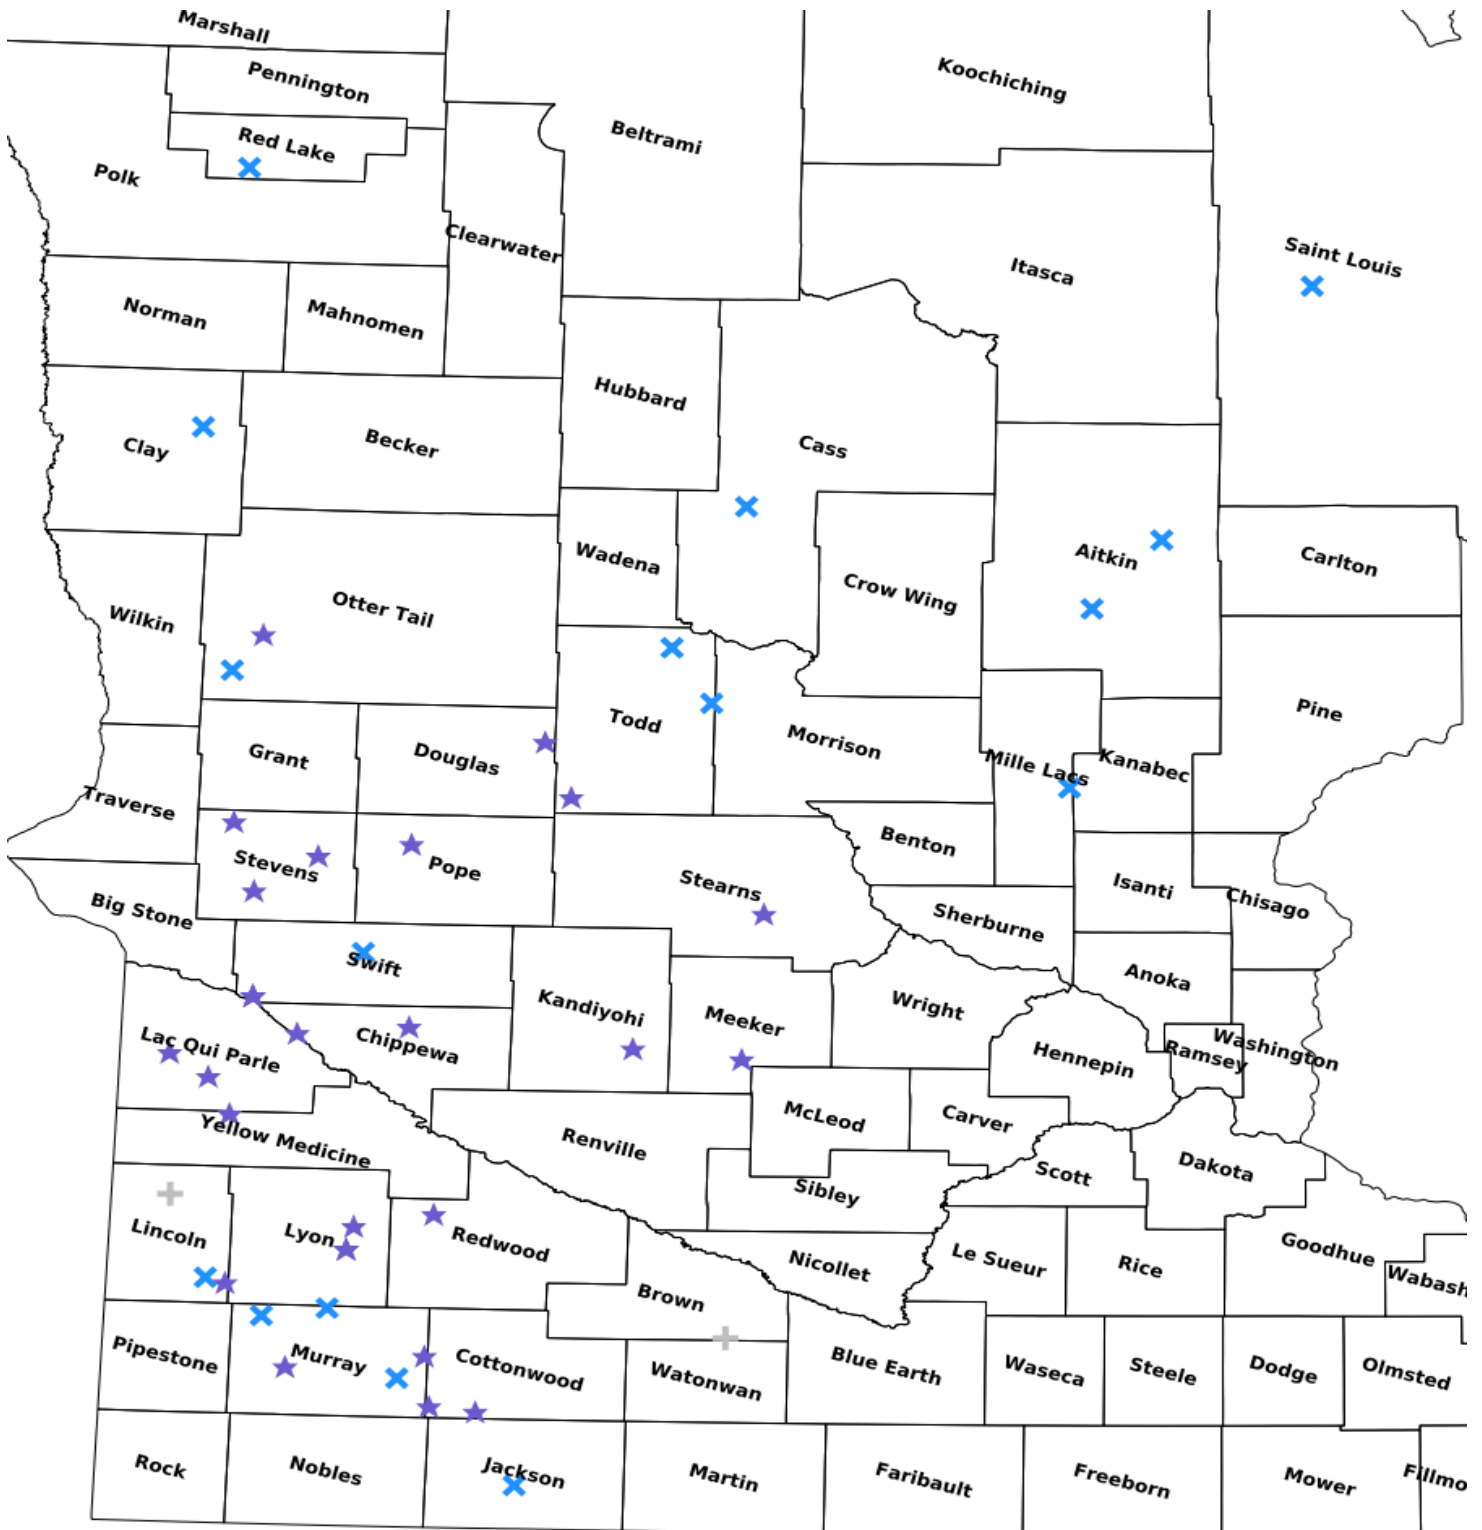 Marshall
Pennington
Koochiching
Red Lake
Beltrami
Polk
Clearwater
Saint Louis
Itasca
Norman
Mahnomen
Hubbard
Clay
Becker
Cass
Wadena
Aitkin
Carlton
Crow Wing
Otter Tail
Wilkin
Todd
Pine
Morrison
Grant
Douglas
Mille Lacs
Kanabec
Traverse
Benton
Stevens
Pope
Stearns
Isanti
Chisago
Big Stone
Sherburne
Swift
Anoka
Kandiyohi
Wright
Meeker
Lac Qui Parle
Chippewa
Hennepin
Ramsey
Washington
McLeod
Carver
Yellow Medicine
Renville
Scott
Dakota
Sibley
Lincoln
Lyon
Redwood
Le Sueur
Rice
Goodhue
Nicollet
Wabash
Brown
Pipestone
Murray
Cottonwood
Watonwan
Blue Earth
Waseca
Steele
Dodge
Olmsted
Rock
Nobles
Jackson
Martin
Faribault
Freeborn
Mower
Fillmo